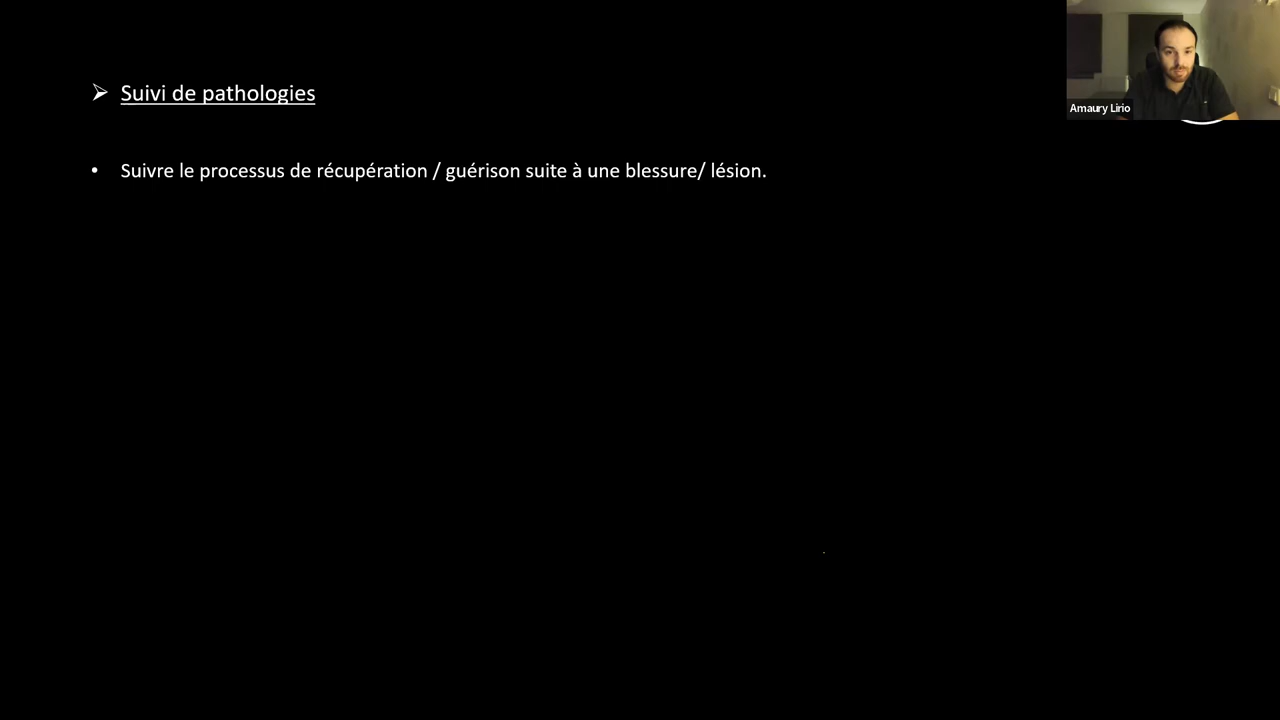 ➢ Suivi de pathologies
• Suivre le processus de récupération / guérison suite à une blessure/ lésion.
Amaury Lirio